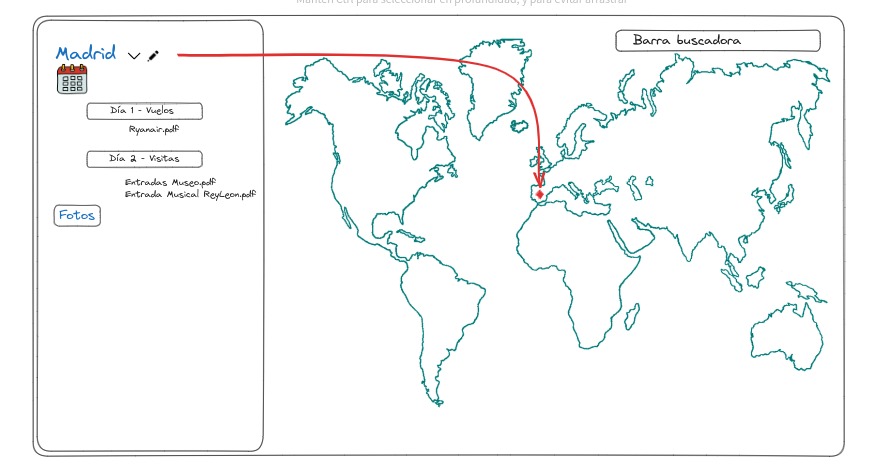 Mantén Ctrl para seleccionar en profundidad, y para evitar arrastrar
Madrid
Barra buscadora
Día 1 - Vuelos
Ryanair.pdf
Día 2 - Visitas
Entradas Museo.pdf
Entrada Musical ReyLeon.pdf
Fotos